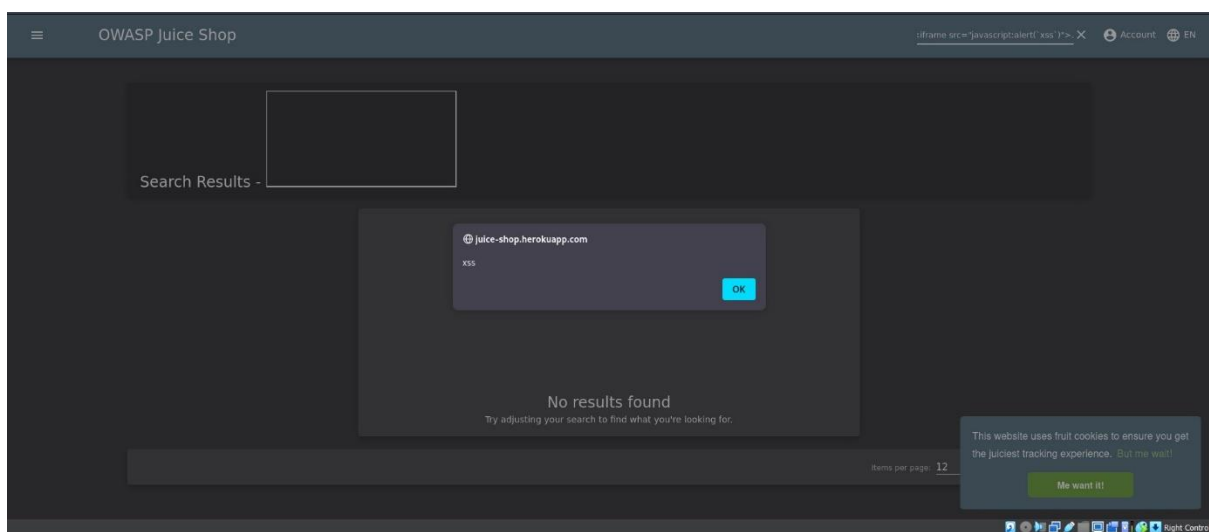 OWASP Juice Shop
iframe src="javascript:alert(`xss`)">.
Account
EN
Search Results -
juice-shop.herokuapp.com
xss
OK
No results found
Try adjusting your search to find what you're looking for.
This website uses fruit cookies to ensure you get
the juiciest tracking experience. But me wait!
Items per page: 12
Me want it!
Right Contro